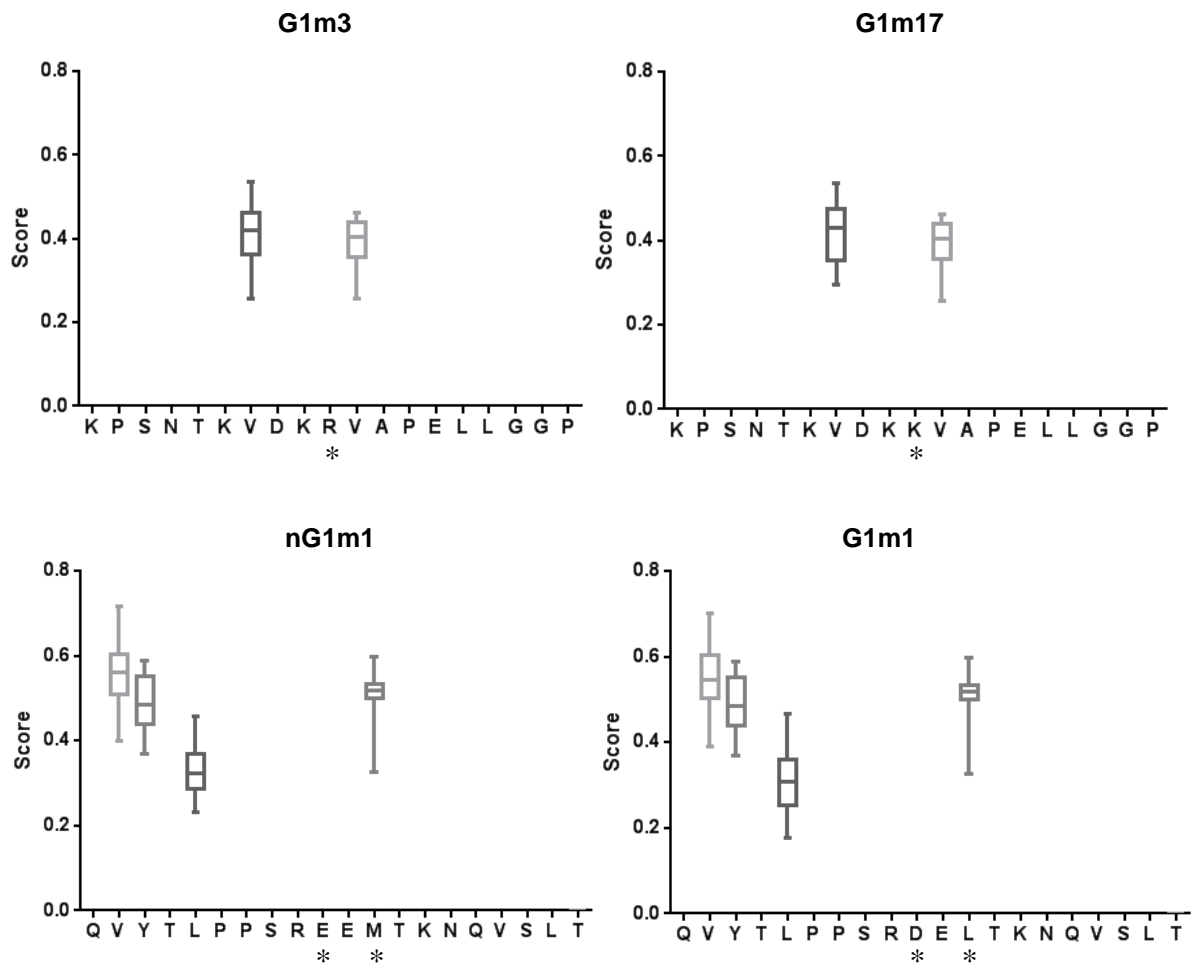 G1m3
0.8
0.6
0.4
0.2
0.0
Score
K P S N T K V D K R V A P E L L G G P
*
G1m17
0.8
0.6
0.4
0.2
0.0
Score
K P S N T K V D K K V A P E L L G G P
*
nG1m1
0.8
0.6
0.4
0.2
0.0
Score
Q V Y T L P P S R E E M T K N Q V S L T
* *
G1m1
0.8
0.6
0.4
0.2
0.0
Score
Q V Y T L P P S R D E L T K N Q V S L T
* *